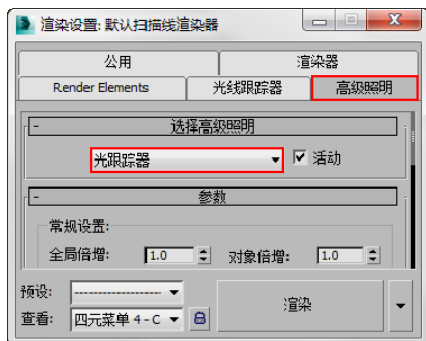 渲染设置: 默认扫描线渲染器
公用 渲染器
Render Elements 光线跟踪器 高级照明
- 选择高级照明
光跟踪器 活动
- 参数
常规设置:
全局倍增: 1.0 对象倍增: 1.0
预设: -------------------- 渲染
查看: 四元菜单 4 - C